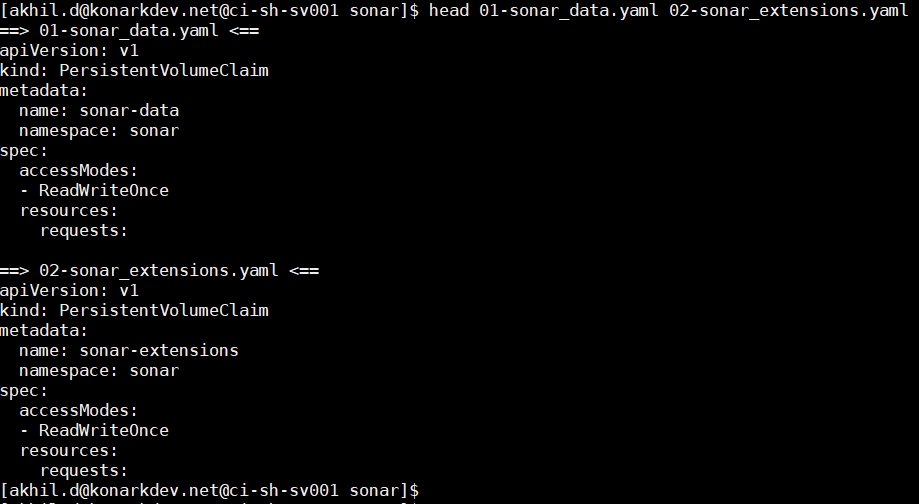 [akhil.d@konarkdev.net@ci-sh-sv001 sonar]$ head 01-sonar_data.yaml 02-sonar_extensions.yaml
==> 01-sonar_data.yaml <==
apiVersion: v1
kind: PersistentVolumeClaim
metadata:
  name: sonar-data
  namespace: sonar
spec:
  accessModes:
  - ReadWriteOnce
  resources:
    requests:

==> 02-sonar_extensions.yaml <==
apiVersion: v1
kind: PersistentVolumeClaim
metadata:
  name: sonar-extensions
  namespace: sonar
spec:
  accessModes:
  - ReadWriteOnce
  resources:
    requests:
[akhil.d@konarkdev.net@ci-sh-sv001 sonar]$